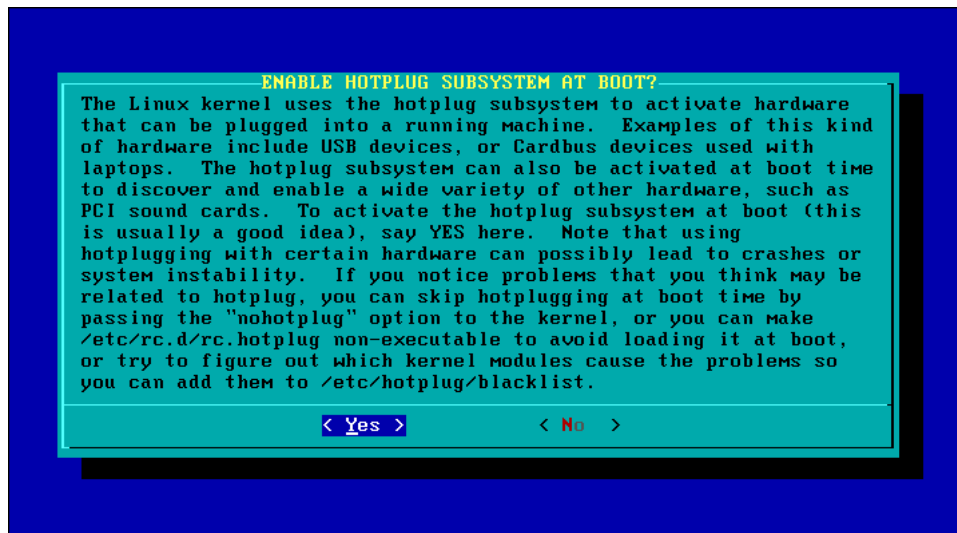 ENABLE HOTPLUG SUBSYSTEM AT BOOT?
The Linux kernel uses the hotplug subsystem to activate hardware
that can be plugged into a running machine.  Examples of this kind
of hardware include USB devices, or Cardbus devices used with
laptops.  The hotplug subsystem can also be activated at boot time
to discover and enable a wide variety of other hardware, such as
PCI sound cards.  To activate the hotplug subsystem at boot (this
is usually a good idea), say YES here.  Note that using
hotplugging with certain hardware can possibly lead to crashes or
system instability.  If you notice problems that you think may be
related to hotplug, you can skip hotplugging at boot time by
passing the "nohotplug" option to the kernel, or you can make
/etc/rc.d/rc.hotplug non-executable to avoid loading it at boot,
or try to figure out which kernel modules cause the problems so
you can add them to /etc/hotplug/blacklist.
< Yes > < No >